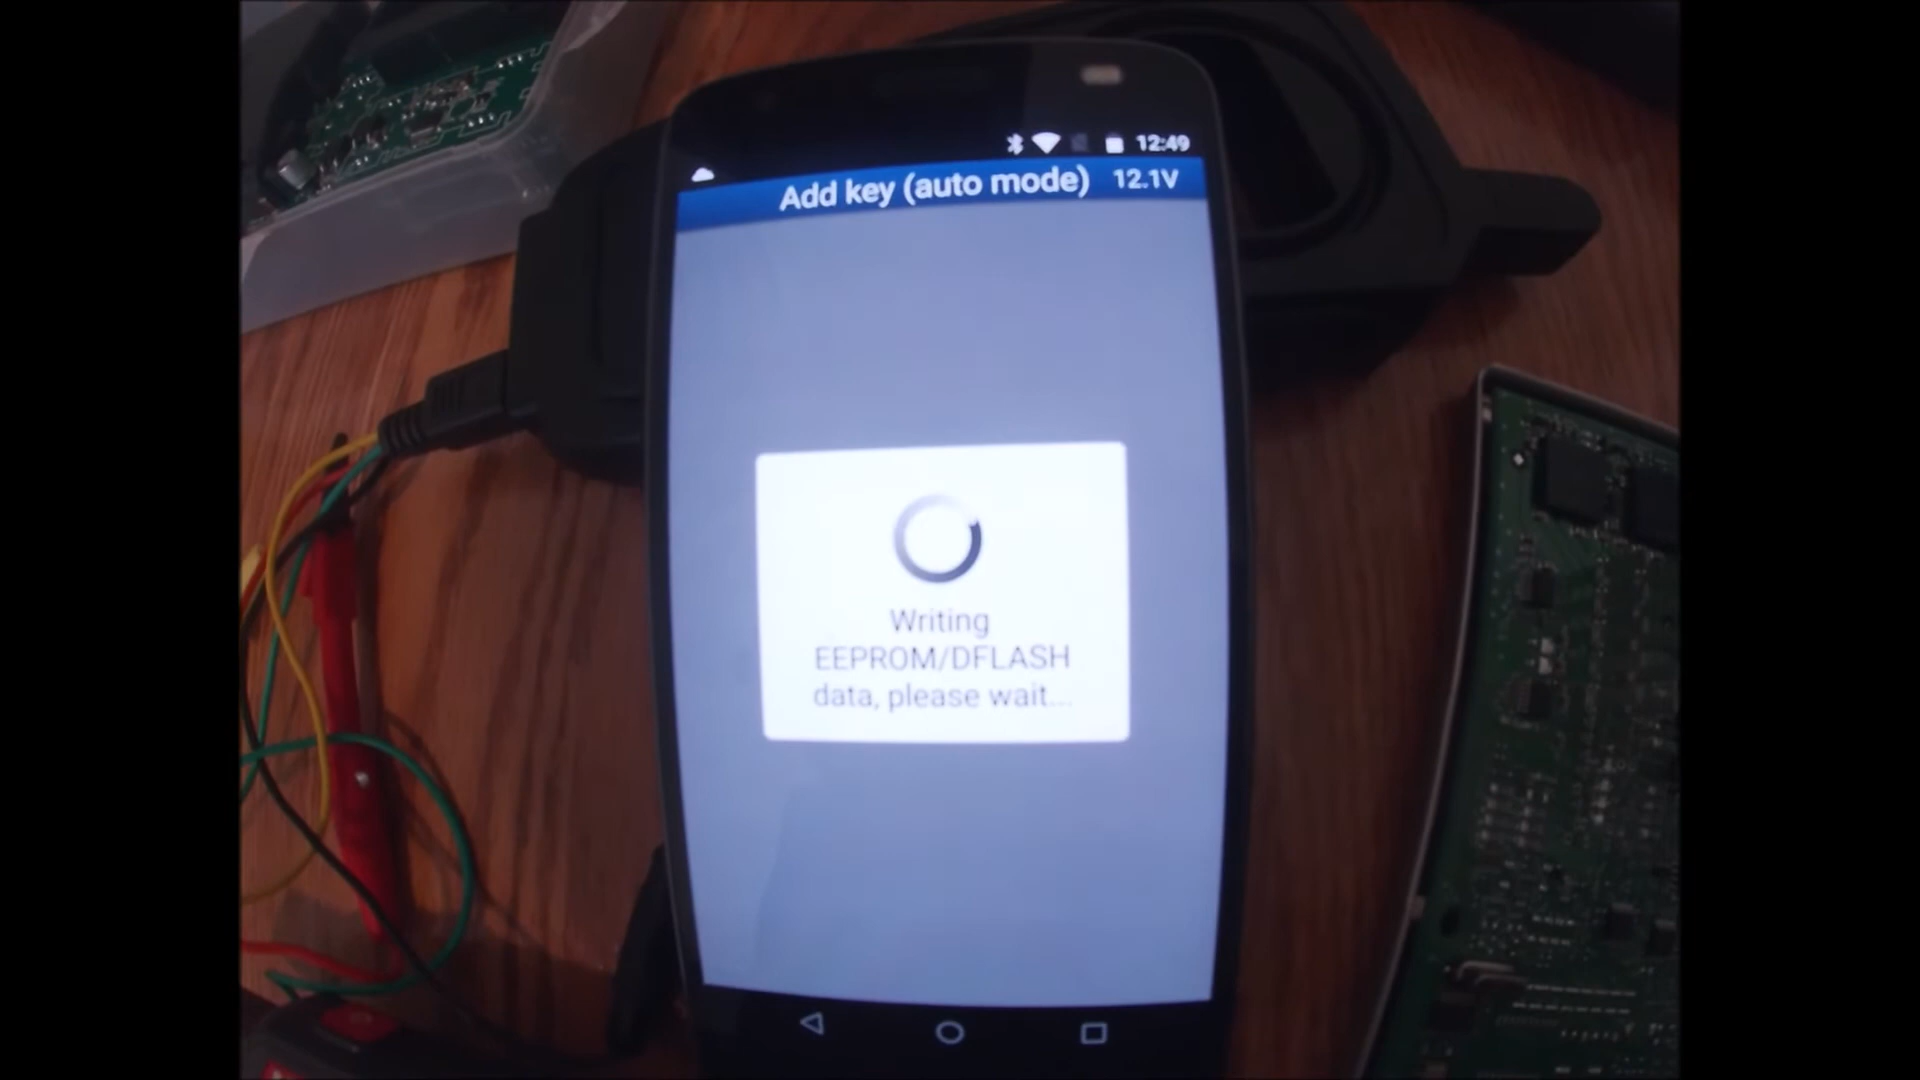 12:49
Add key (auto mode) 12.1V
Writing
EEPROM/DFLASH
data, please wait...